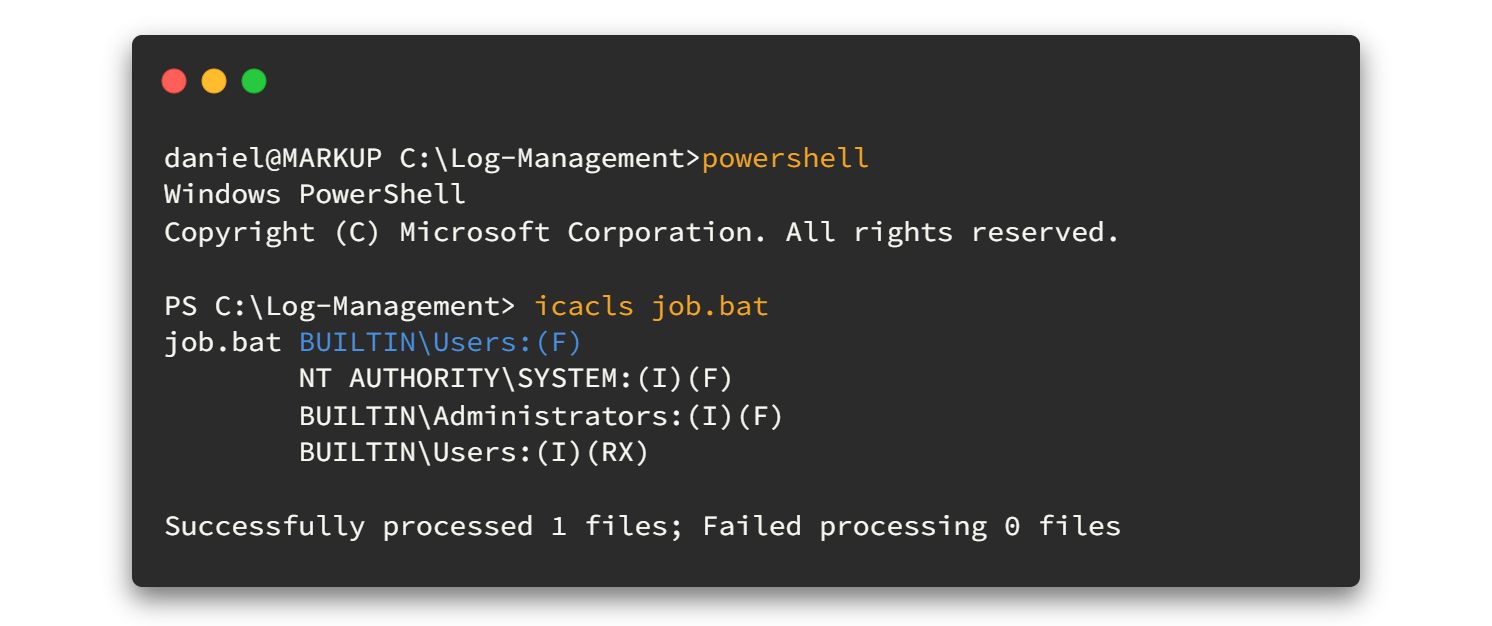 daniel@MARKUP C:\Log-Management>powershell
Windows PowerShell
Copyright (C) Microsoft Corporation. All rights reserved.
PS C:\Log-Management> icacls job.bat
job.bat BUILTIN\Users:(F)
NT AUTHORITY\SYSTEM:(I)(F)
BUILTIN\Administrators:(I)(F)
BUILTIN\Users:(I)(RX)
Successfully processed 1 files; Failed processing 0 files